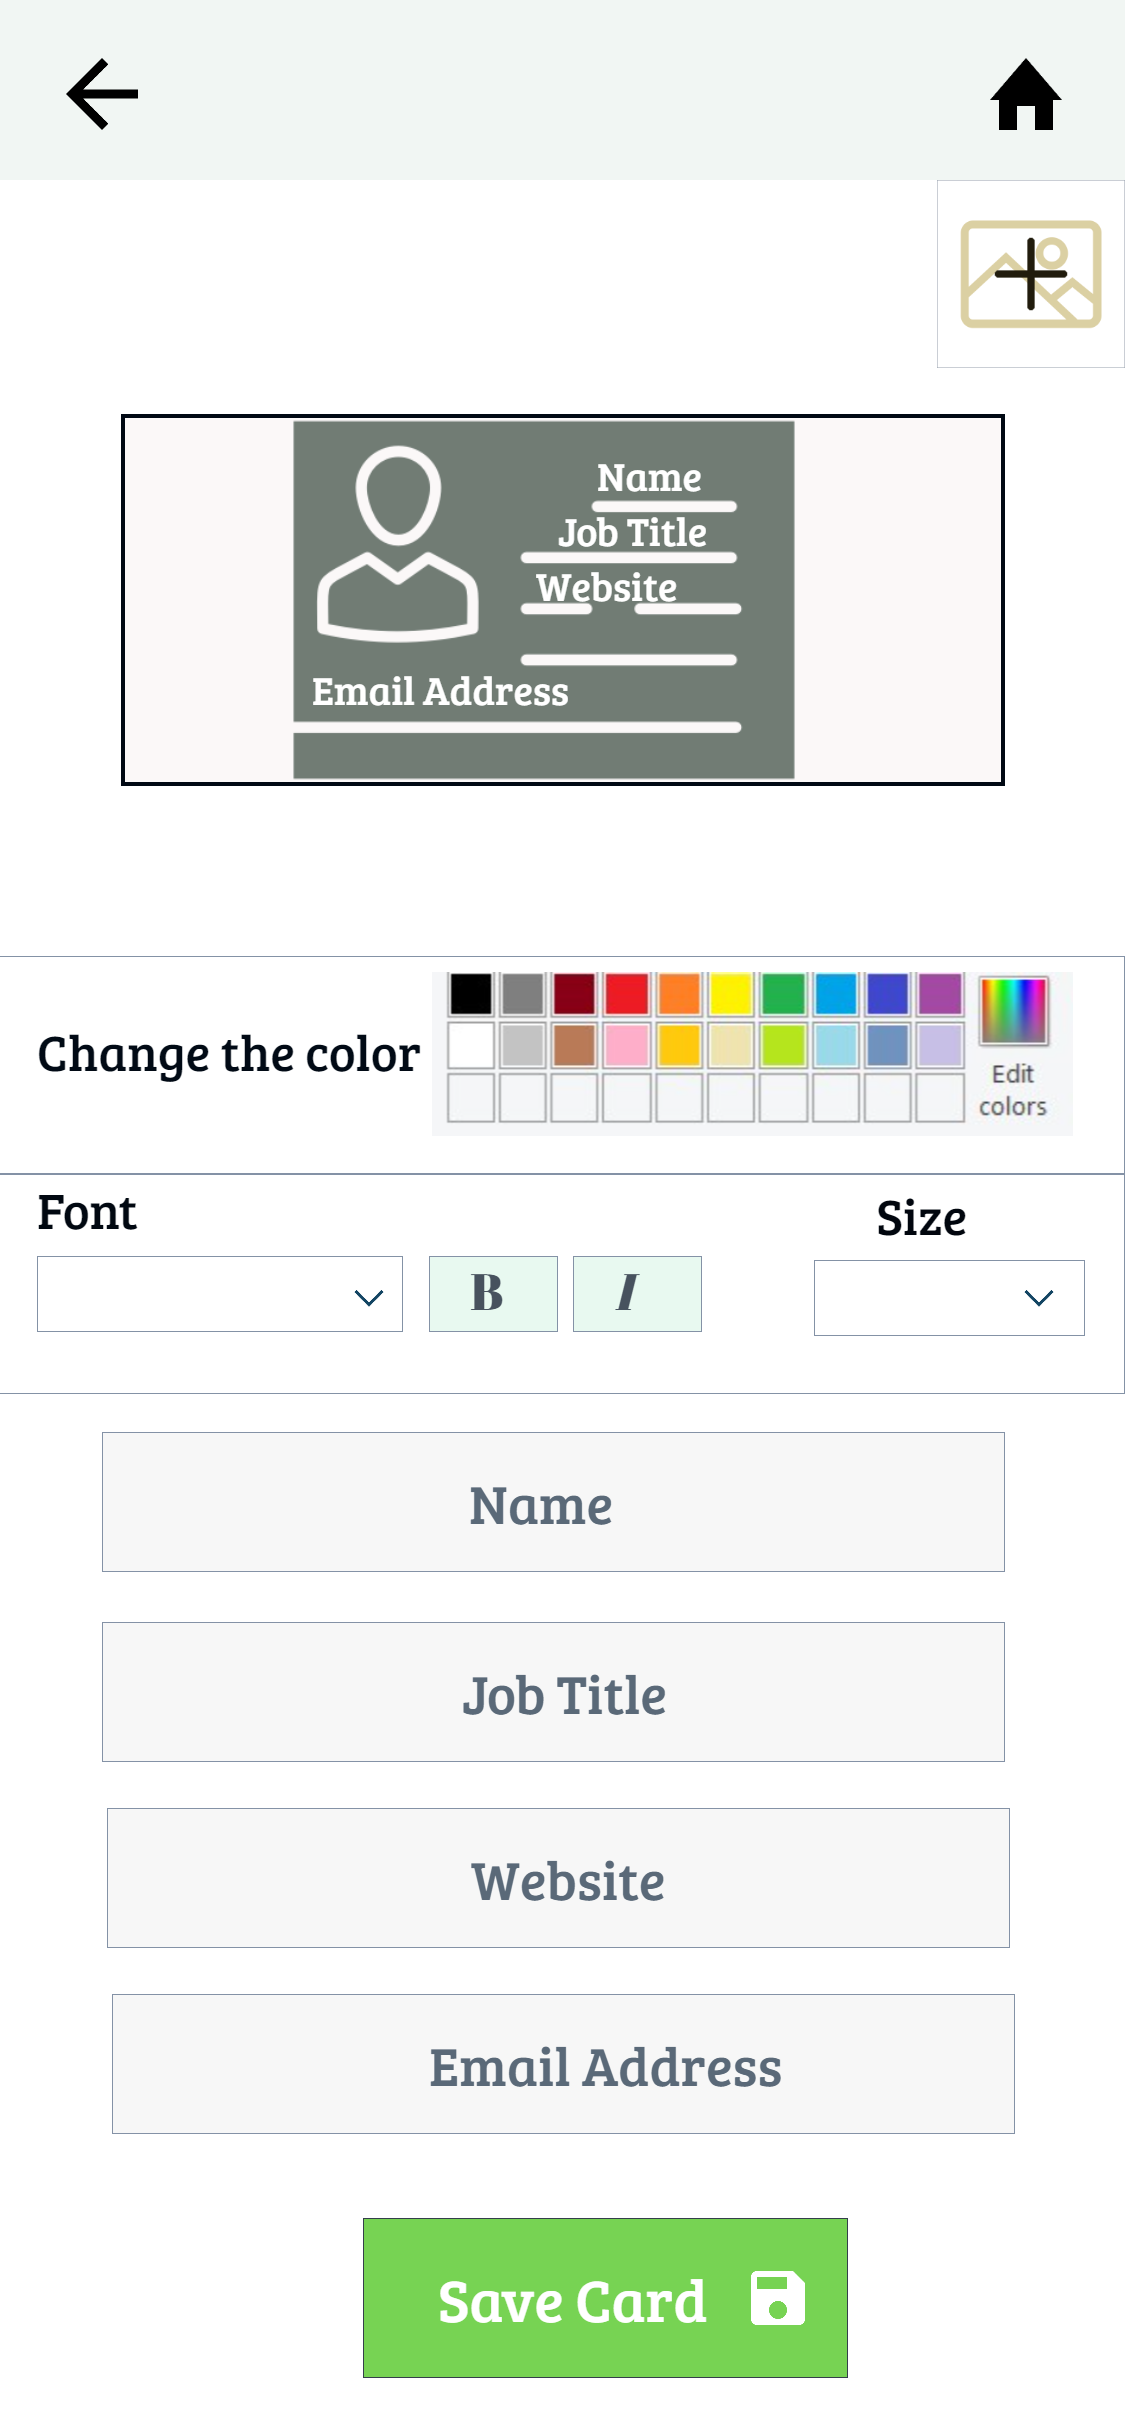 Name
Job Title
Website
Email Address
Change the color
Edit
colors
Font
Size
B
I
Name
Job Title
Website
Email Address
Save Card